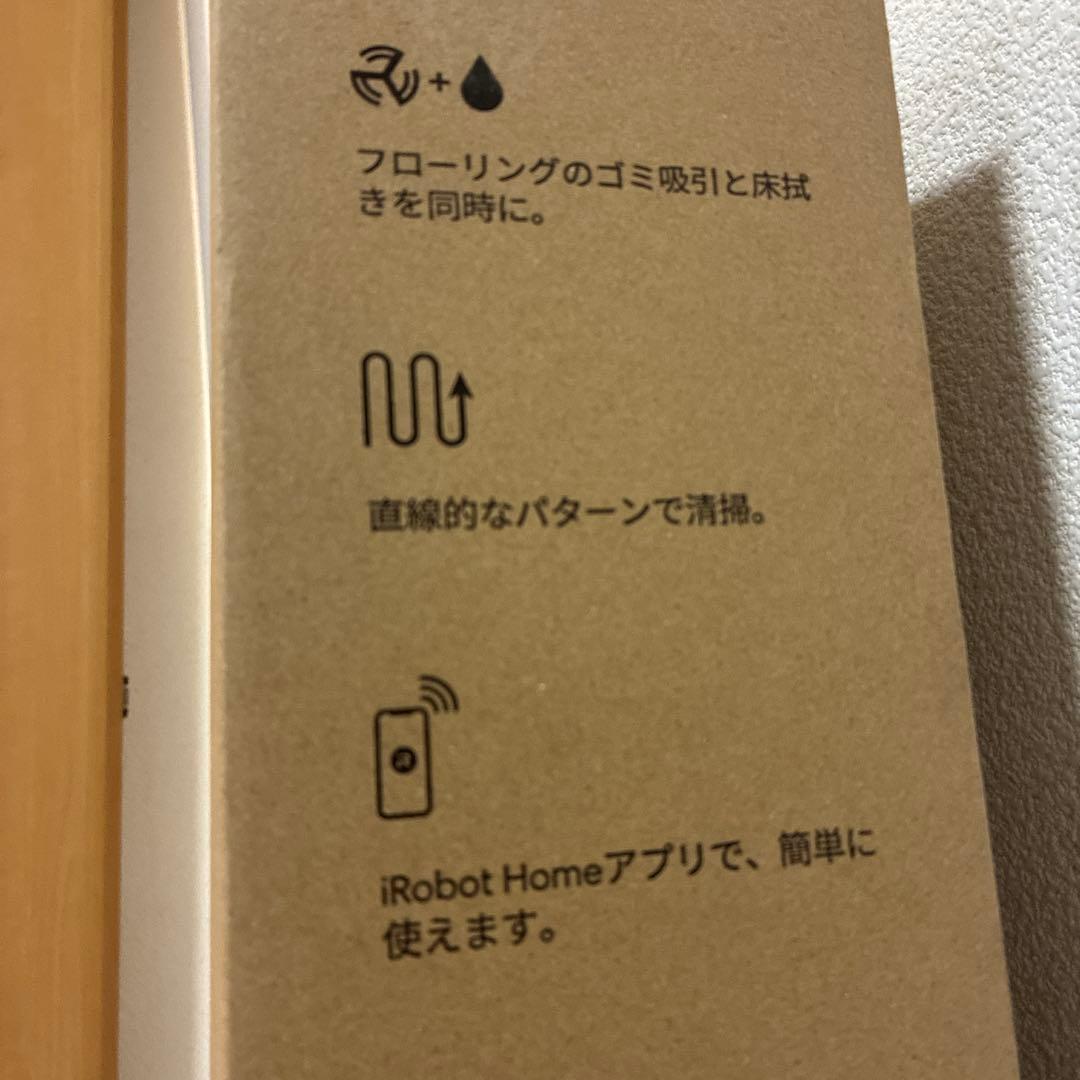 フローリングのゴミ吸引と床拭
きを同時に。
直線的なパターンで清掃。
iRobot Homeアプリで、簡単に
使えます。